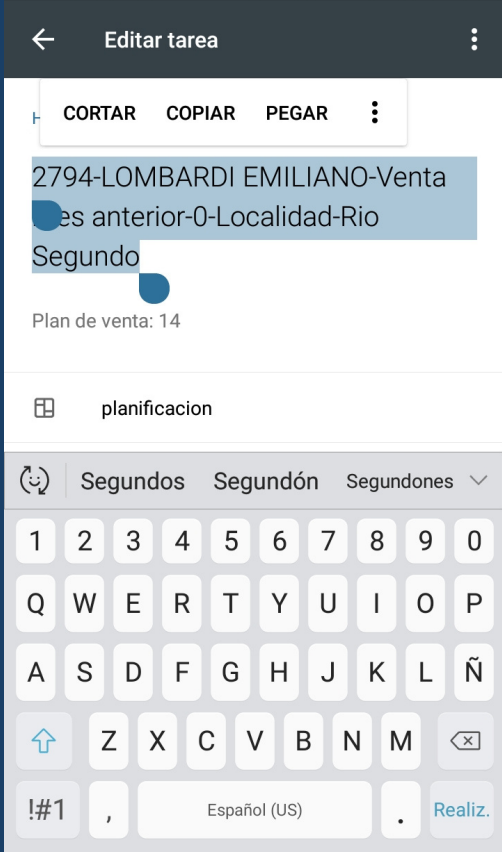 Editar tarea
CORTAR COPIAR PEGAR
2794-LOMBARDI EMILIANO-Venta
es anterior-0-Localidad-Rio
Segundo
Plan de venta: 14
planificacion
Segundos Segundón Segundones
1 2 3 4 5 6 7 8 9 0
Q W E R T Y U I O P
A S D F G H J K L Ñ
Z X C V B N M
!#1 , Español (US) . Realiz.